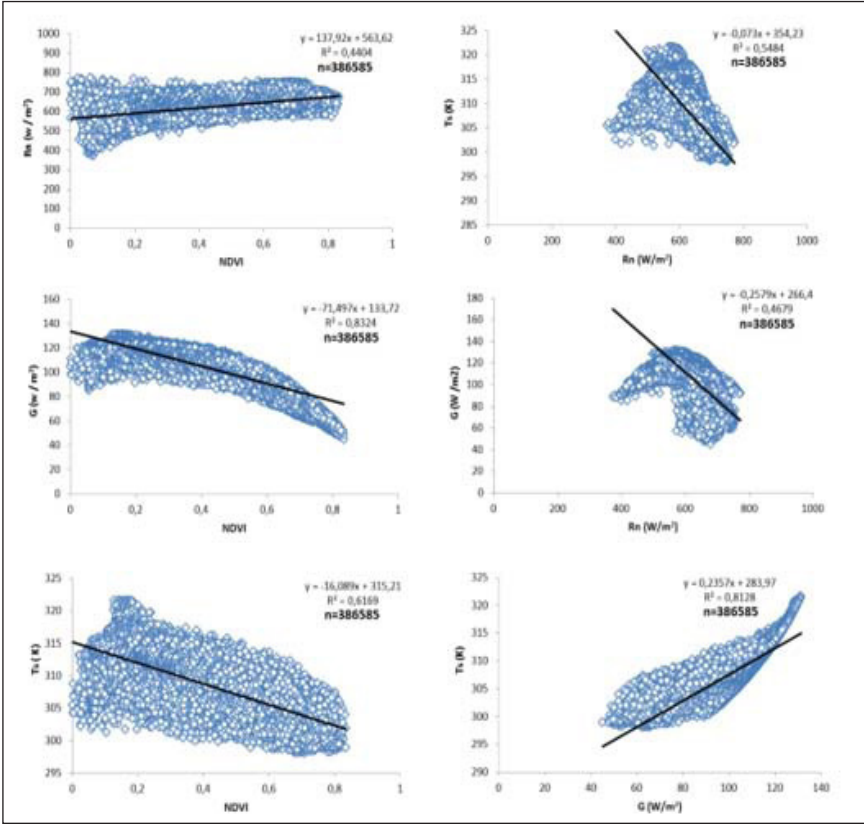 y = 137,92x + 563,62
R² = 0,4404
n=386585
1000
900
800
700
600
500
400
300
200
100
0
Rn (w / m²)
0 0,2 0,4 0,6 0,8 1
NDVI
y = -0,073x + 354,23
R² = 0,5484
n=386585
325
320
315
310
305
300
295
290
285
Ts (K)
0 200 400 600 800 1000
Rn (W/m²)
y = -71,497x + 133,72
R² = 0,8324
n=386585
160
140
120
100
80
60
40
20
0
G (w / m²)
0 0,2 0,4 0,6 0,8 1
NDVI
y = -0,2579x + 266,4
R² = 0,4679
n=386585
180
160
140
120
100
80
60
40
20
0
G (W /m2)
0 200 400 600 800 1000
Rn (W/m²)
y = -16,089x + 315,21
R² = 0,6169
n=386585
325
320
315
310
305
300
295
Ts ( K)
0 0,2 0,4 0,6 0,8 1
NDVI
y = 0,2357x + 283,97
R² = 0,8128
n=386585
325
320
315
310
305
300
295
290
Ts (K)
0 20 40 60 80 100 120 140
G (W/m²)